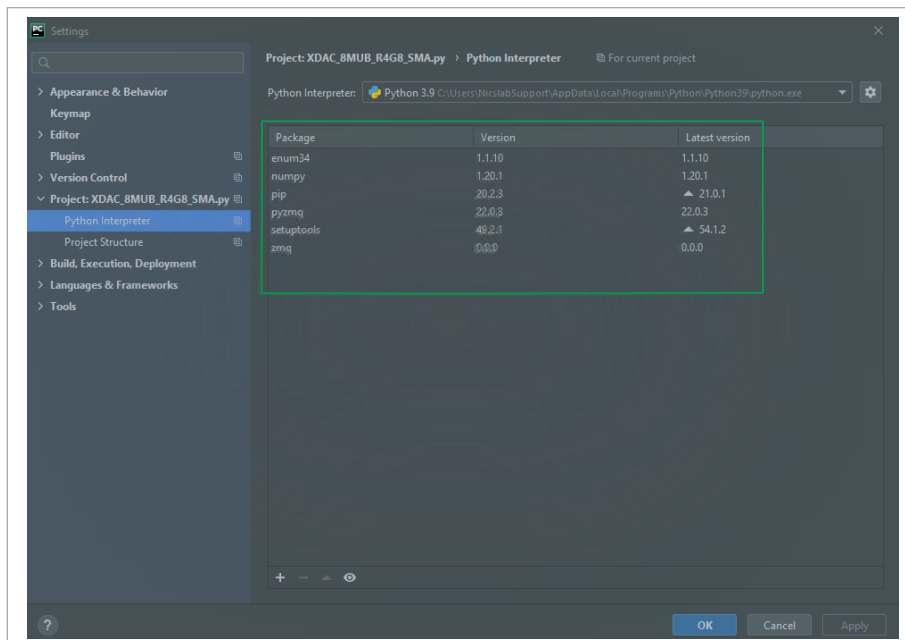 PC Settings
Project: XDAC_8MUB_R4G8_SMA.py > Python Interpreter For current project
Python Interpreter: Python 3.9 C:\Users\NicslabSupport\AppData\Local\Programs\Python\Python39\python.exe
> Appearance & Behavior
Keymap
> Editor
Plugins
> Version Control
Project: XDAC_8MUB_R4G8_SMA.py
Python Interpreter
Project Structure
> Build, Execution, Deployment
> Languages & Frameworks
> Tools
Package Version Latest version
enum34 1.1.10 1.1.10
numpy 1.20.1 1.20.1
pip 20.2.3 21.0.1
pyzmq 22.0.3 22.0.3
setuptools 49.2.1 54.1.2
zmq 0.0.0 0.0.0
? OK Cancel Apply